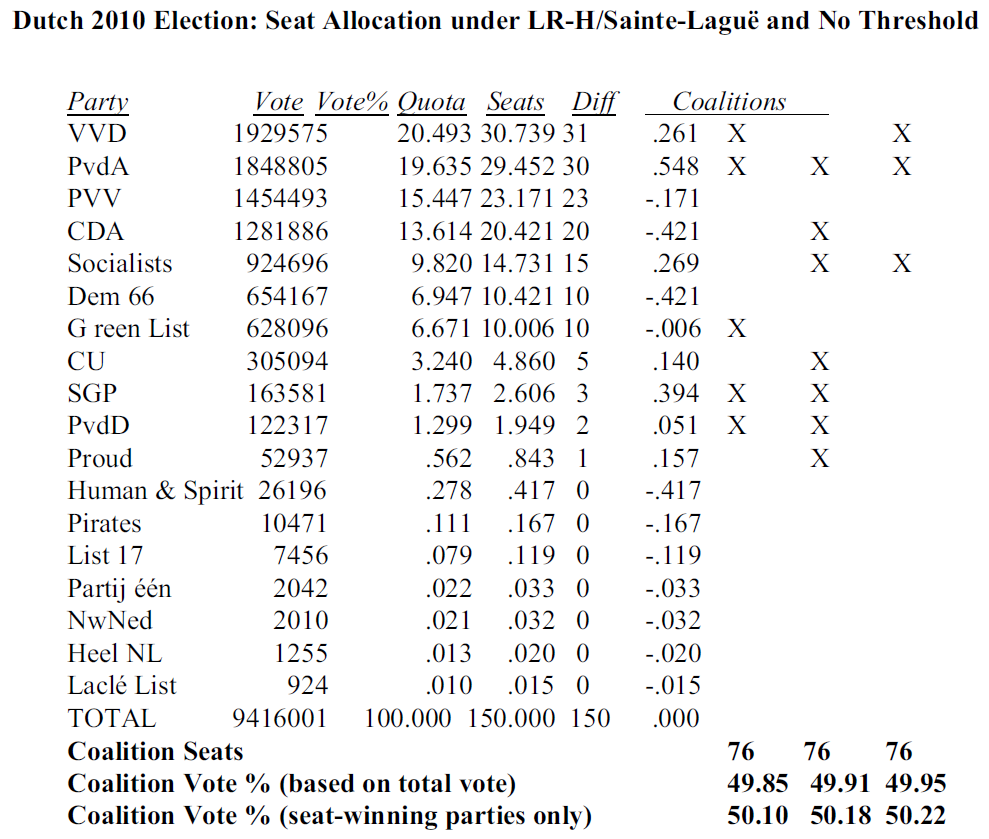 Dutch 2010 Election: Seat Allocation under LR-H/Sainte-Laguë and No Threshold
Party Vote Vote% Quota Seats Diff Coalitions
VVD 1929575 20.493 30.739 31 .261 X X
PvdA 1848805 19.635 29.452 30 .548 X X X
PVV 1454493 15.447 23.171 23 -.171
CDA 1281886 13.614 20.421 20 -.421 X
Socialists 924696 9.820 14.731 15 .269 X X
Dem 66 654167 6.947 10.421 10 -.421
G reen List 628096 6.671 10.006 10 -.006 X
CU 305094 3.240 4.860 5 .140 X
SGP 163581 1.737 2.606 3 .394 X X
PvdD 122317 1.299 1.949 2 .051 X X
Proud 52937 .562 .843 1 .157 X
Human & Spirit 26196 .278 .417 0 -.417
Pirates 10471 .111 .167 0 -.167
List 17 7456 .079 .119 0 -.119
Partij één 2042 .022 .033 0 -.033
NwNed 2010 .021 .032 0 -.032
Heel NL 1255 .013 .020 0 -.020
Laclé List 924 .010 .015 0 -.015
TOTAL 9416001 100.000 150.000 150 .000
Coalition Seats 76 76 76
Coalition Vote % (based on total vote) 49.85 49.91 49.95
Coalition Vote % (seat-winning parties only) 50.10 50.18 50.22